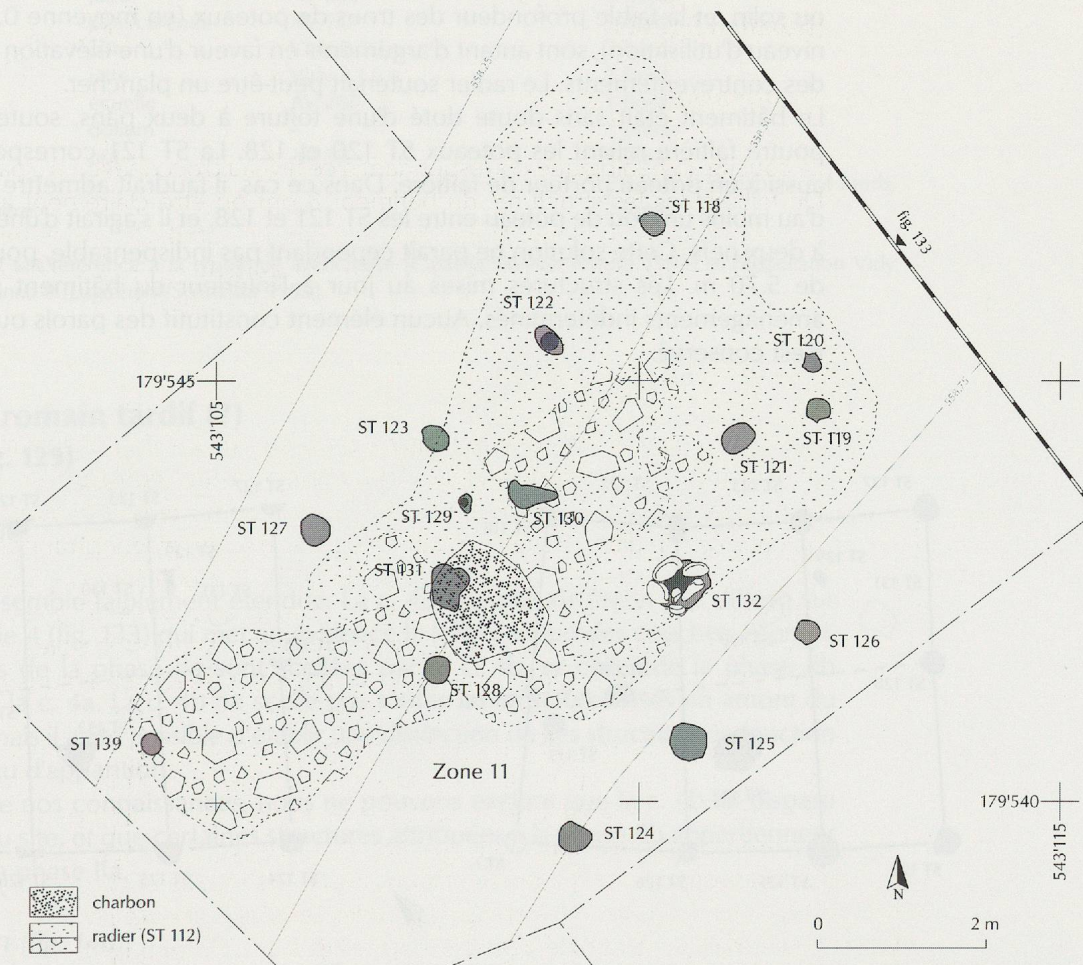 ST 118
fig. 133
ST 122
ST 120
179'545
543'105
ST 123
ST 119
ST 121
ST 129
ST 130
ST 127
ST 131
ST 132
ST 126
ST 128
ST 139
ST 125
Zone 11
179'540
ST 124
543'115
N
charbon
radier (ST 112)
0 2 m